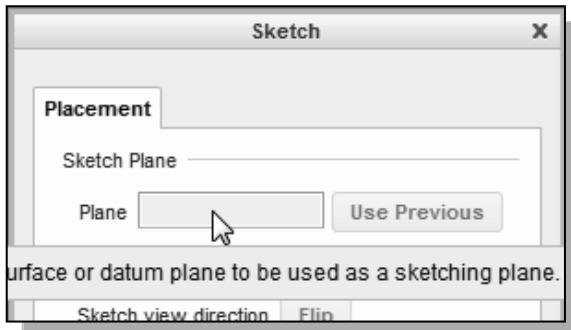 Sketch
Placement
Sketch Plane
Plane Use Previous
urface or datum plane to be used as a sketching plane.
Sketch view direction Flip